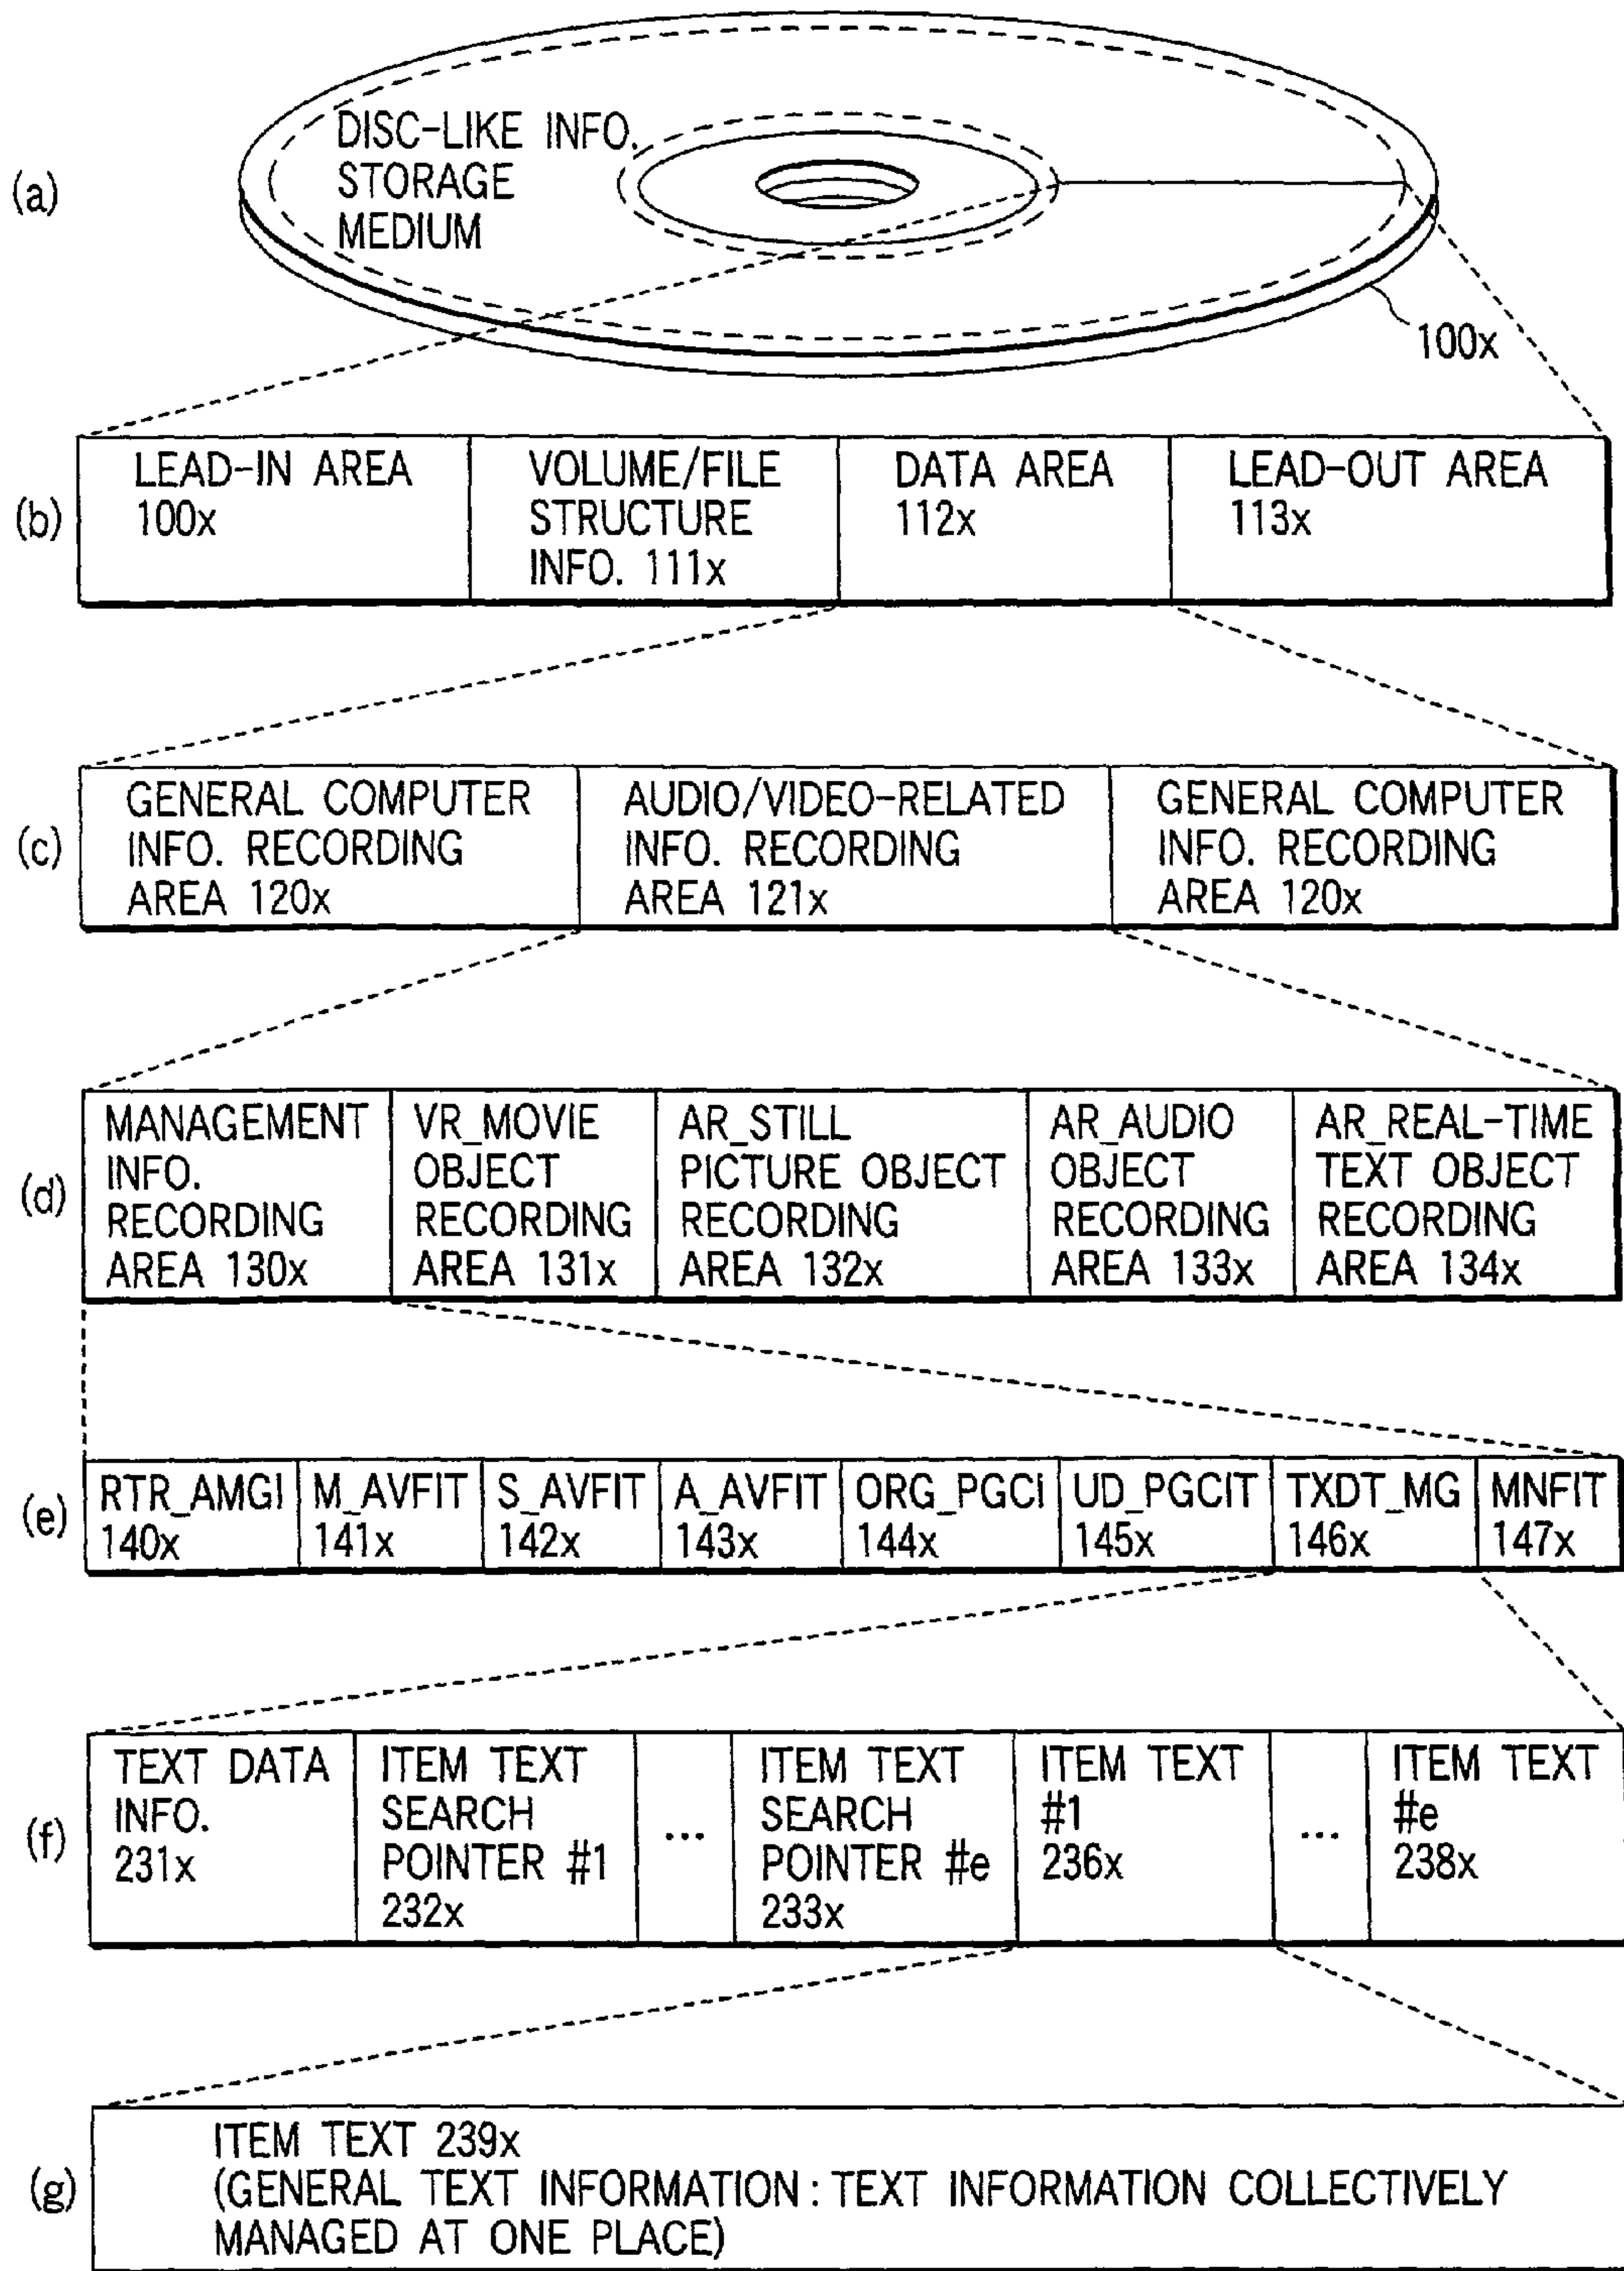 (a)
DISC-LIKE INFO.
STORAGE
MEDIUM
100x
(b)
LEAD-IN AREA
100x
VOLUME/FILE
STRUCTURE
INFO. 111x
DATA AREA
112x
LEAD-OUT AREA
113x
(c)
GENERAL COMPUTER
INFO. RECORDING
AREA 120x
AUDIO/VIDEO-RELATED
INFO. RECORDING
AREA 121x
GENERAL COMPUTER
INFO. RECORDING
AREA 120x
(d)
MANAGEMENT
INFO.
RECORDING
AREA 130x
VR_MOVIE
OBJECT
RECORDING
AREA 131x
AR_STILL
PICTURE OBJECT
RECORDING
AREA 132x
AR_AUDIO
OBJECT
RECORDING
AREA 133x
AR_REAL-TIME
TEXT OBJECT
RECORDING
AREA 134x
(e)
RTR_AMGI
140x
M_AVFIT
141x
S_AVFIT
142x
A_AVFIT
143x
ORG_PGCI
144x
UD_PGCIT
145x
TXDT_MG
146x
MNFIT
147x
(f)
TEXT DATA
INFO.
231x
ITEM TEXT
SEARCH
POINTER #1
232x
...
ITEM TEXT
SEARCH
POINTER #e
233x
ITEM TEXT
#1
236x
...
ITEM TEXT
#e
238x
(g)
ITEM TEXT 239x
(GENERAL TEXT INFORMATION : TEXT INFORMATION COLLECTIVELY
MANAGED AT ONE PLACE)